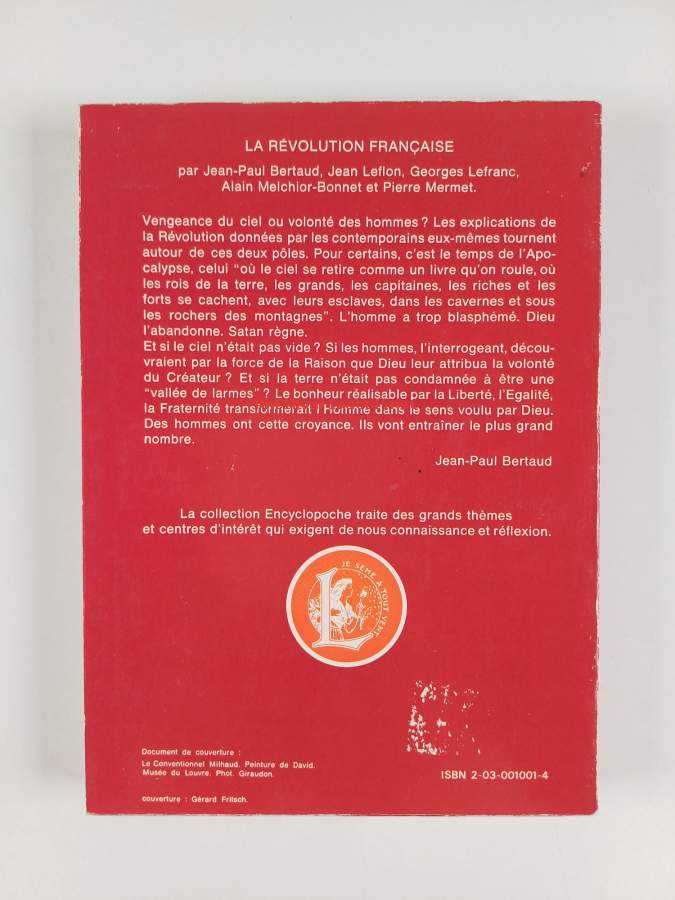 LA RÉVOLUTION FRANÇAISE
par Jean-Paul Bertaud, Jean Leflon, Georges Lefranc,
Alain Melchior-Bonnet et Pierre Mermet.
Vengeance du ciel ou volonté des hommes ? Les explications de
la Révolution données par les contemporains eux-mêmes tournent
autour de ces deux pôles. Pour certains, c'est le temps de l'Apo-
calypse, celui "où le ciel se retire comme un livre qu'on roule, où
les rois de la terre, les grands, les capitaines, les riches et les
forts se cachent, avec leurs esclaves, dans les cavernes et sous
les rochers des montagnes". L'homme a trop blasphémé. Dieu
l'abandonne. Satan règne.
Et si le ciel n'était pas vide ? Si les hommes, l'interrogeant, décou-
vraient par la force de la Raison que Dieu leur attribua la volonté
du Créateur ? Et si la terre n'était pas condamnée à être une
"vallée de larmes" ? Le bonheur réalisable par la Liberté, l'Egalité,
la Fraternité transformerait l'Homme dans le sens voulu par Dieu.
Des hommes ont cette croyance. Ils vont entraîner le plus grand
nombre.
Jean-Paul Bertaud
La collection Encyclopoche traite des grands thèmes
et centres d'intérêt qui exigent de nous connaissance et réflexion.
JE SÈME À TOUT VENT
L
Document de couverture :
Le Conventionnel Milhaud. Peinture de David.
Musée du Louvre. Phot. Giraudon.
ISBN 2-03-001001-4
couverture : Gérard Fritsch.